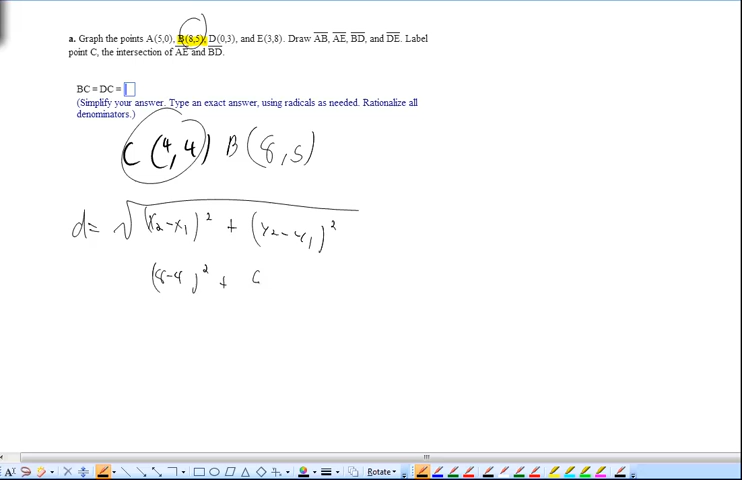 a. Graph the points A(5,0), B(8,5), D(0,3), and E(3,8). Draw AB, AE, BD, and DE. Label
point C, the intersection of AE and BD.
BC = DC =
(Simplify your answer. Type an exact answer, using radicals as needed. Rationalize all
denominators.)
C (4,4) B (8,5)
d= √(x₂-x₁)² + (y₂-y₁)²
(8-4)² +
Rotate